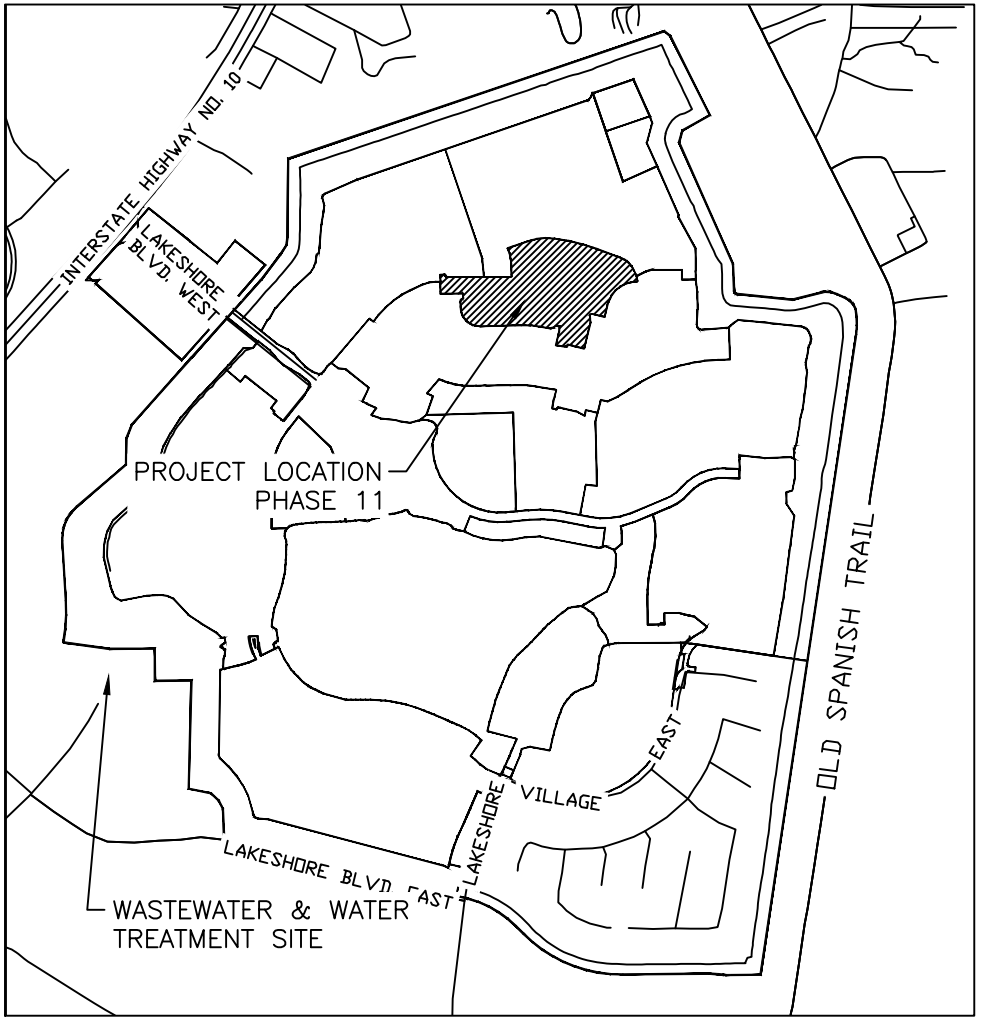 INTERSTATE HIGHWAY NO. 10
LAKESHORE
BLVD. WEST
PROJECT LOCATION
PHASE 11
OLD SPANISH TRAIL
EAST
VILLAGE
LAKESHORE
LAKESHORE BLVD. EAST
WASTEWATER & WATER
TREATMENT SITE